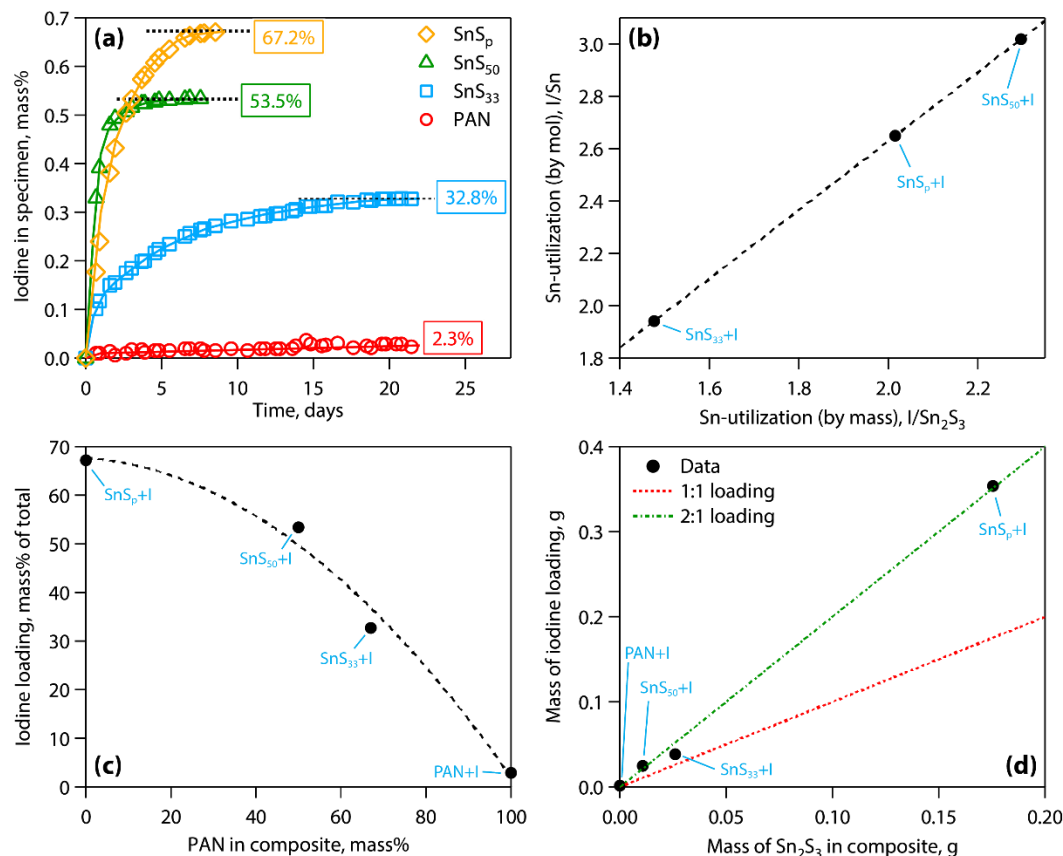 (a)
0.7
0.6
0.5
0.4
0.3
0.2
0.1
0.0
Iodine in specimen, mass%
67.2%
53.5%
32.8%
2.3%
SnSₚ
SnS₅₀
SnS₃₃
PAN
0
5
10
15
20
25
Time, days
(b)
3.0
2.8
2.6
2.4
2.2
2.0
1.8
Sn-utilization (by mol), I/Sn
SnS₅₀+I
SnSₚ+I
SnS₃₃+I
1.4
1.6
1.8
2.0
2.2
Sn-utilization (by mass), I/Sn₂S₃
70
60
50
40
30
20
10
0
Iodine loading, mass% of total
SnSₚ+I
SnS₅₀+I
SnS₃₃+I
PAN+I
(c)
0
20
40
60
80
100
PAN in composite, mass%
0.4
0.3
0.2
0.1
0.0
Mass of iodine loading, g
Data
1:1 loading
2:1 loading
SnSₚ+I
PAN+I
SnS₅₀+I
SnS₃₃+I
(d)
0.00
0.05
0.10
0.15
0.20
Mass of Sn₂S₃ in composite, g